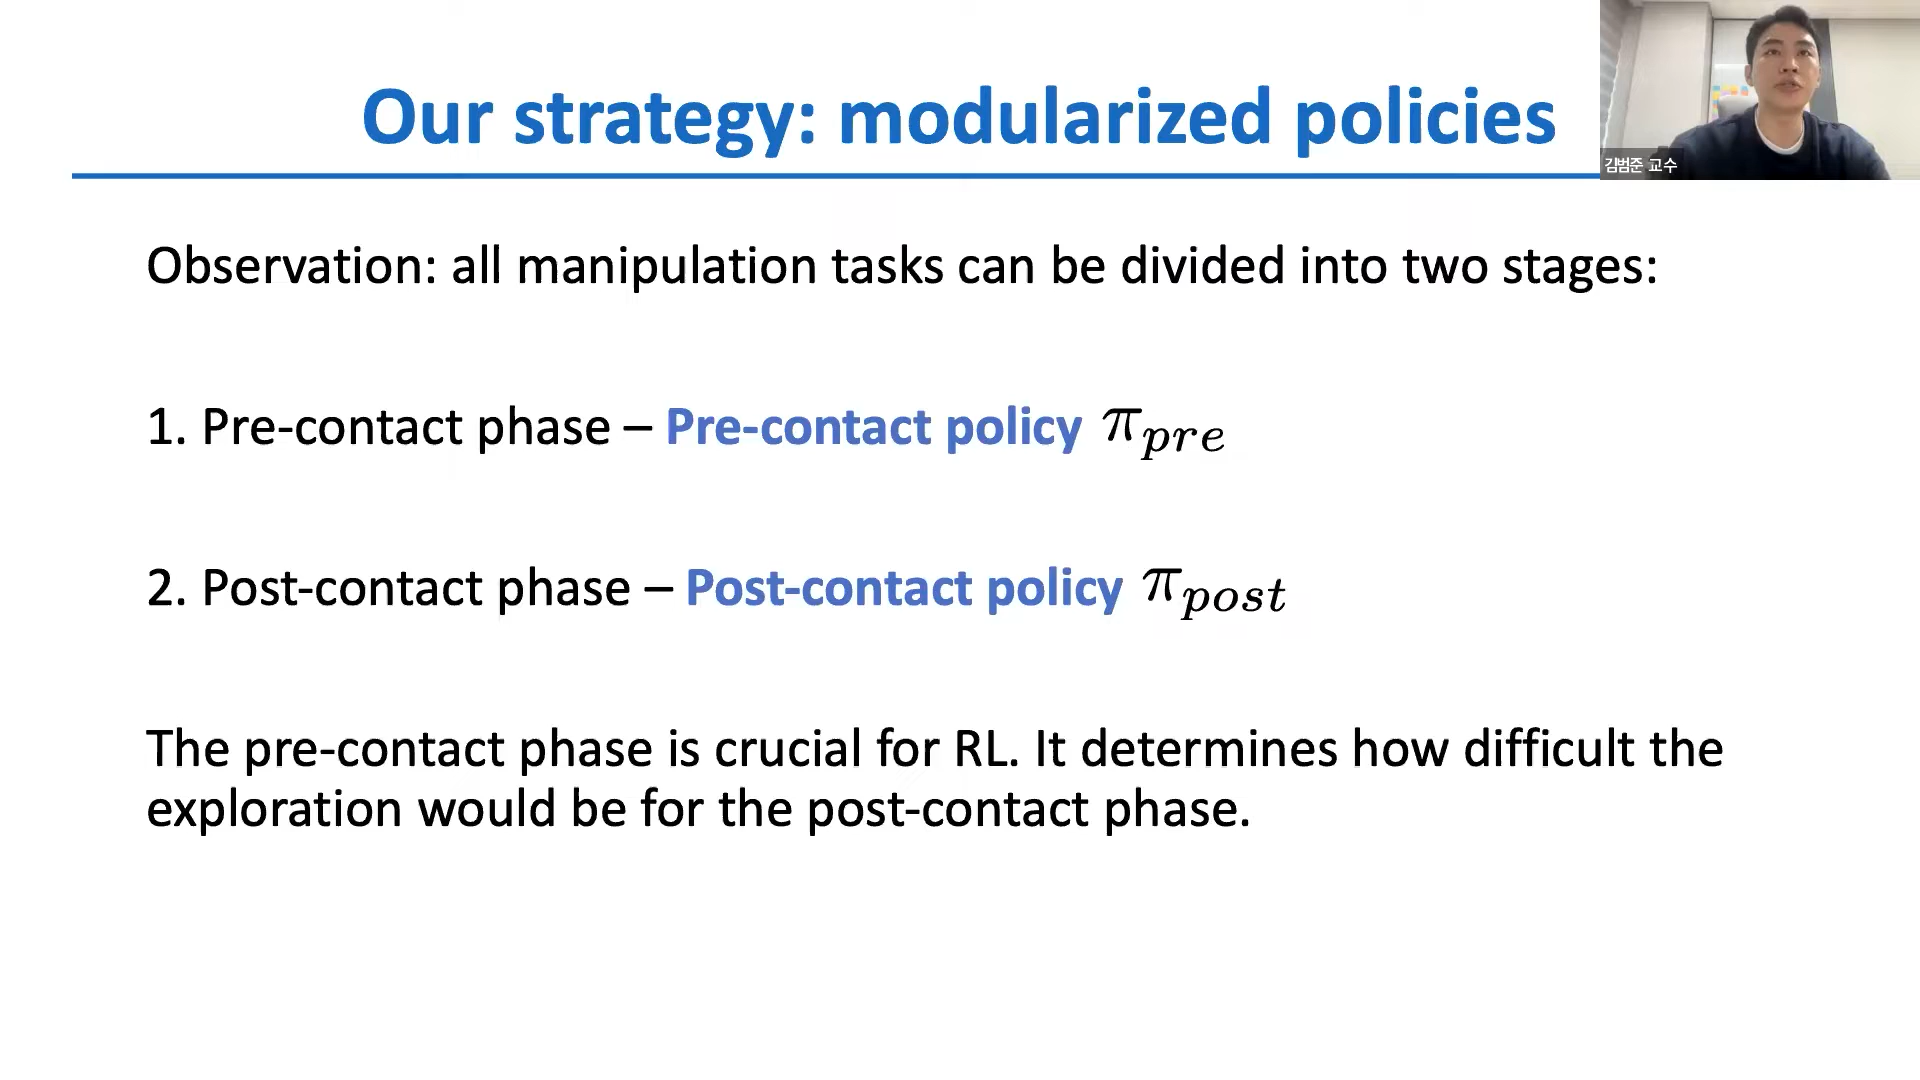 Our strategy: modularized policies
김범준 교수
Observation: all manipulation tasks can be divided into two stages:
1. Pre-contact phase – Pre-contact policy π_pre
2. Post-contact phase – Post-contact policy π_post
The pre-contact phase is crucial for RL. It determines how difficult the
exploration would be for the post-contact phase.